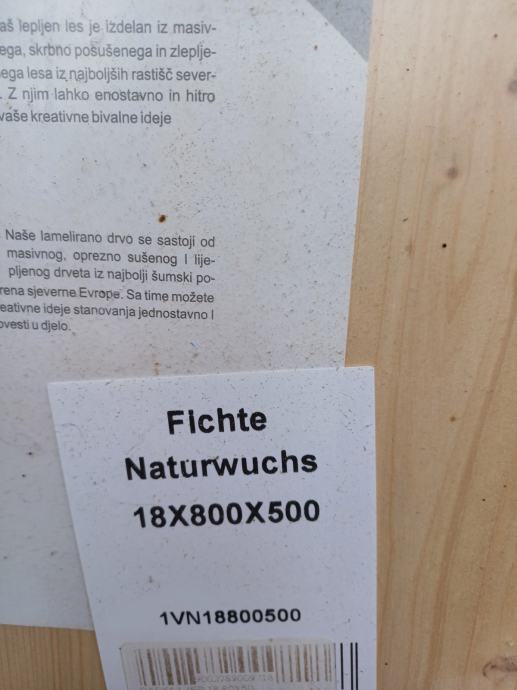 aš lepljen les je izdelan iz masiv-
ega, skrbno posušenega in zleplje-
ega lesa iz najboljših rastišč sever-
. Z njim lahko enostavno in hitro
vaše kreativne bivalne ideje
Naše lamelirano drvo se sastoji od
masivnog, oprezno sušenog I lije-
pljenog drveta iz najbolji šumski po-
rena sjeverne Evrope. Sa time možete
eativne ideje stanovanja jednostavno I
ovesti u djelo.
Fichte
Naturwuchs
18X800X500
1VN18800500